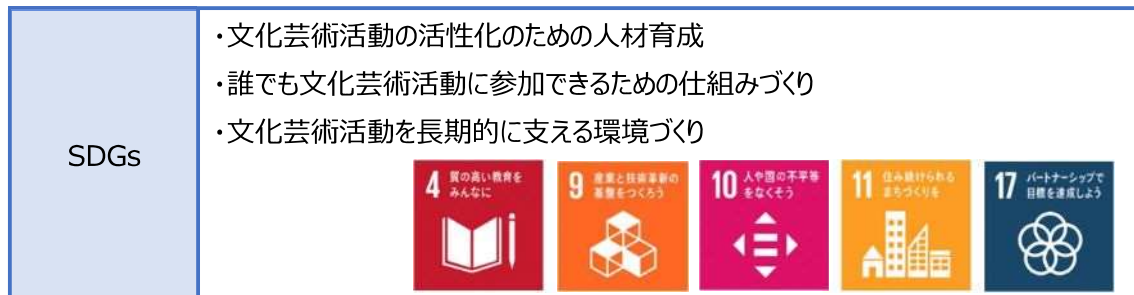 SDGs
・文化芸術活動の活性化のための人材育成
・誰でも文化芸術活動に参加できるための仕組みづくり
・文化芸術活動を長期的に支える環境づくり
4 質の高い教育を
みんなに
9 産業と技術革新の
基盤をつくろう
10 人や国の不平等
をなくそう
11 住み続けられる
まちづくりを
17 パートナーシップで
目標を達成しよう